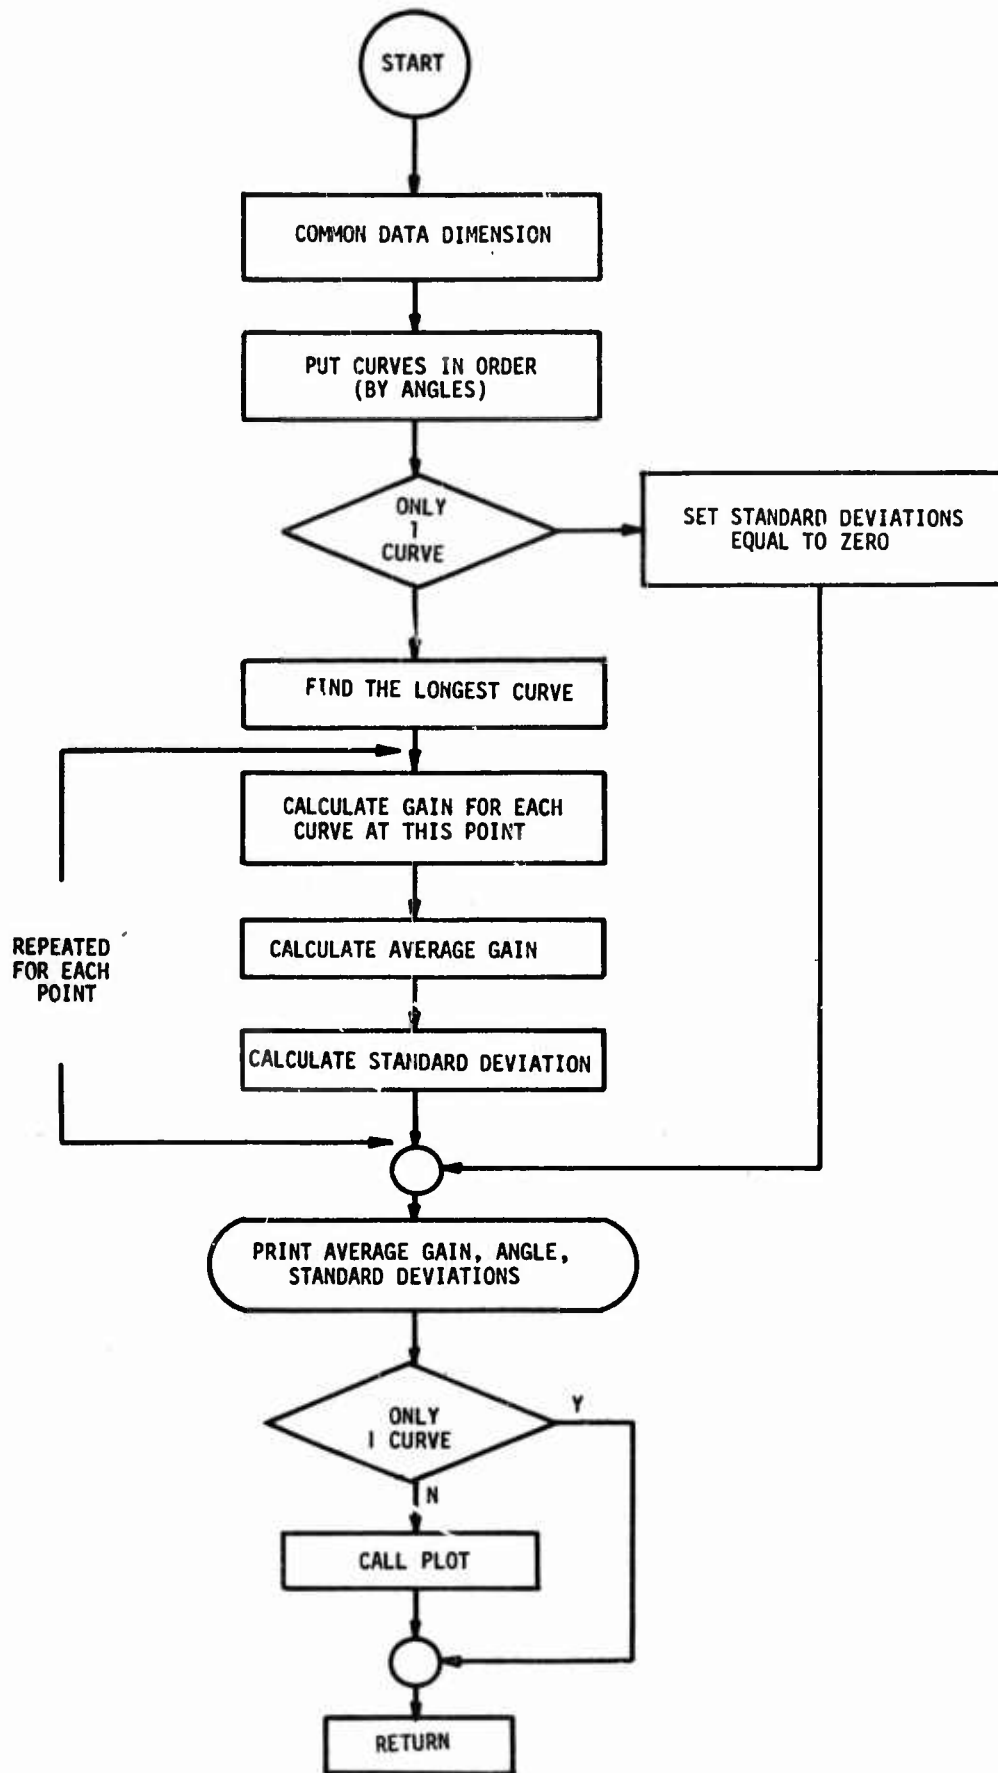 START
COMMON DATA DIMENSION
PUT CURVES IN ORDER
(BY ANGLES)
ONLY
1
CURVE
SET STANDARD DEVIATIONS
EQUAL TO ZERO
FIND THE LONGEST CURVE
CALCULATE GAIN FOR EACH
CURVE AT THIS POINT
CALCULATE AVERAGE GAIN
REPEATED
FOR EACH
POINT
CALCULATE STANDARD DEVIATION
PRINT AVERAGE GAIN, ANGLE,
STANDARD DEVIATIONS
ONLY
1 CURVE
Y
N
CALL PLOT
RETURN